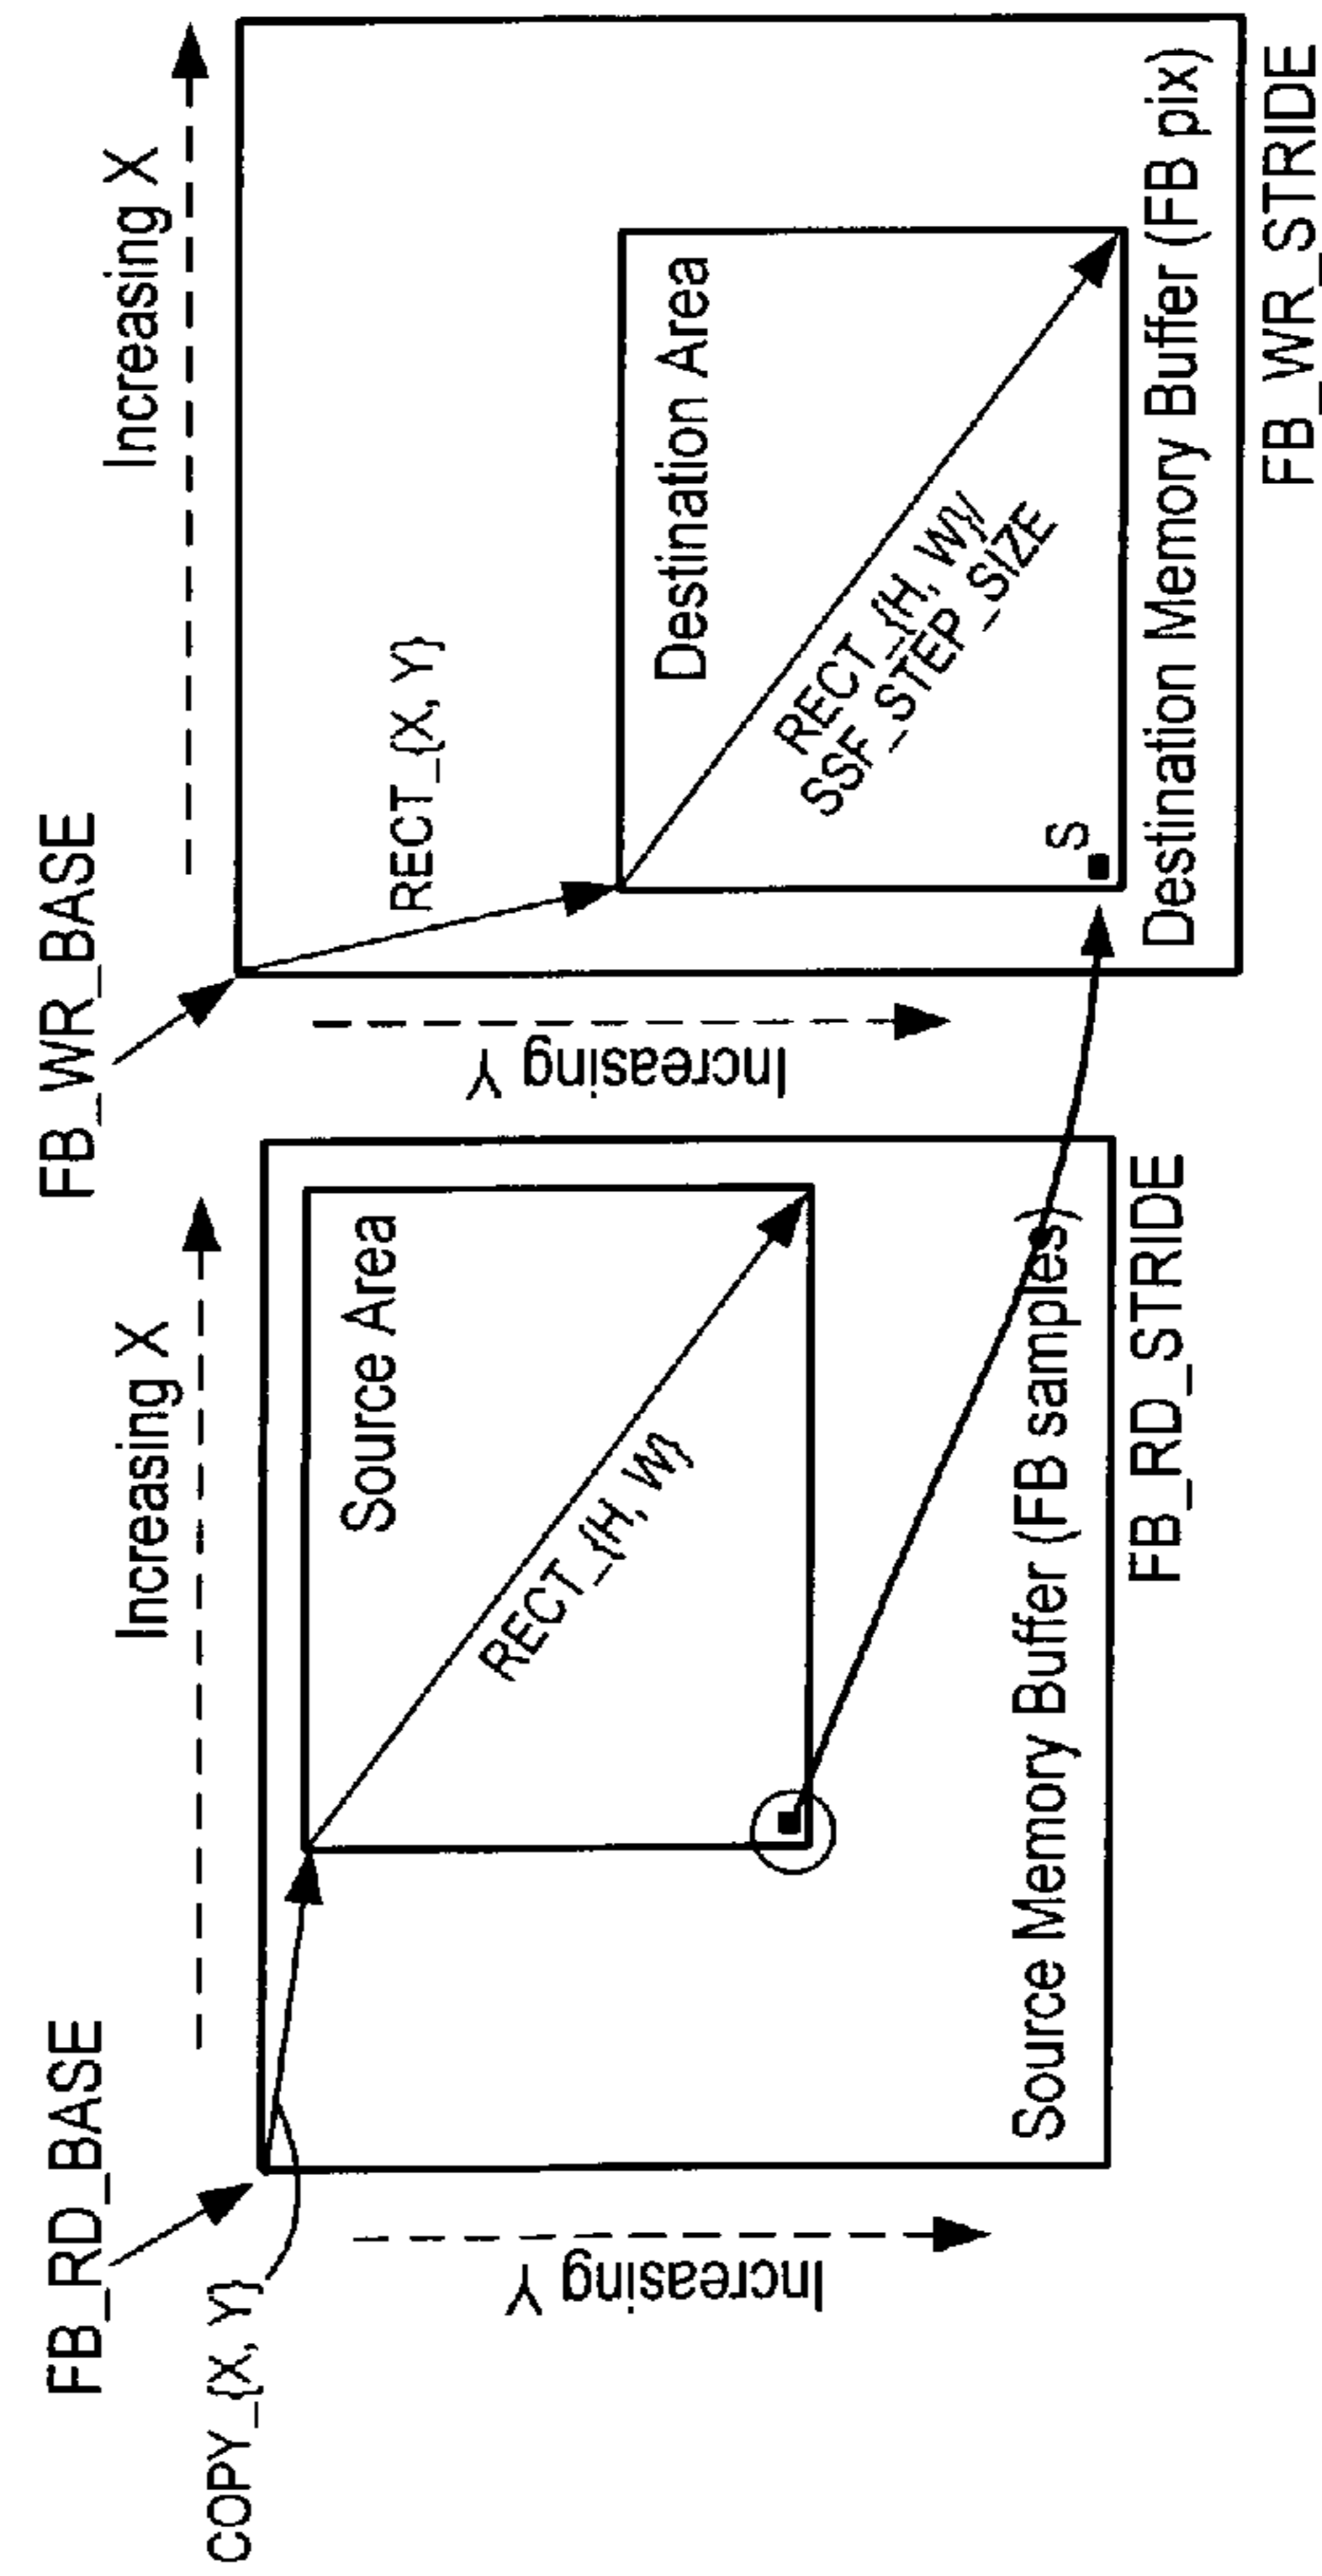 FB_RD_BASE
COPY_{X, Y}
Increasing X
Increasing Y
Source Area
RECT_{H, W}
Source Memory Buffer (FB samples)
FB_RD_STRIDE
FB_WR_BASE
Increasing X
Increasing Y
RECT_{X, Y}
Destination Area
RECT_{H, W}/
SSF_STEP_SIZE
S
Destination Memory Buffer (FB pix)
FB_WR_STRIDE